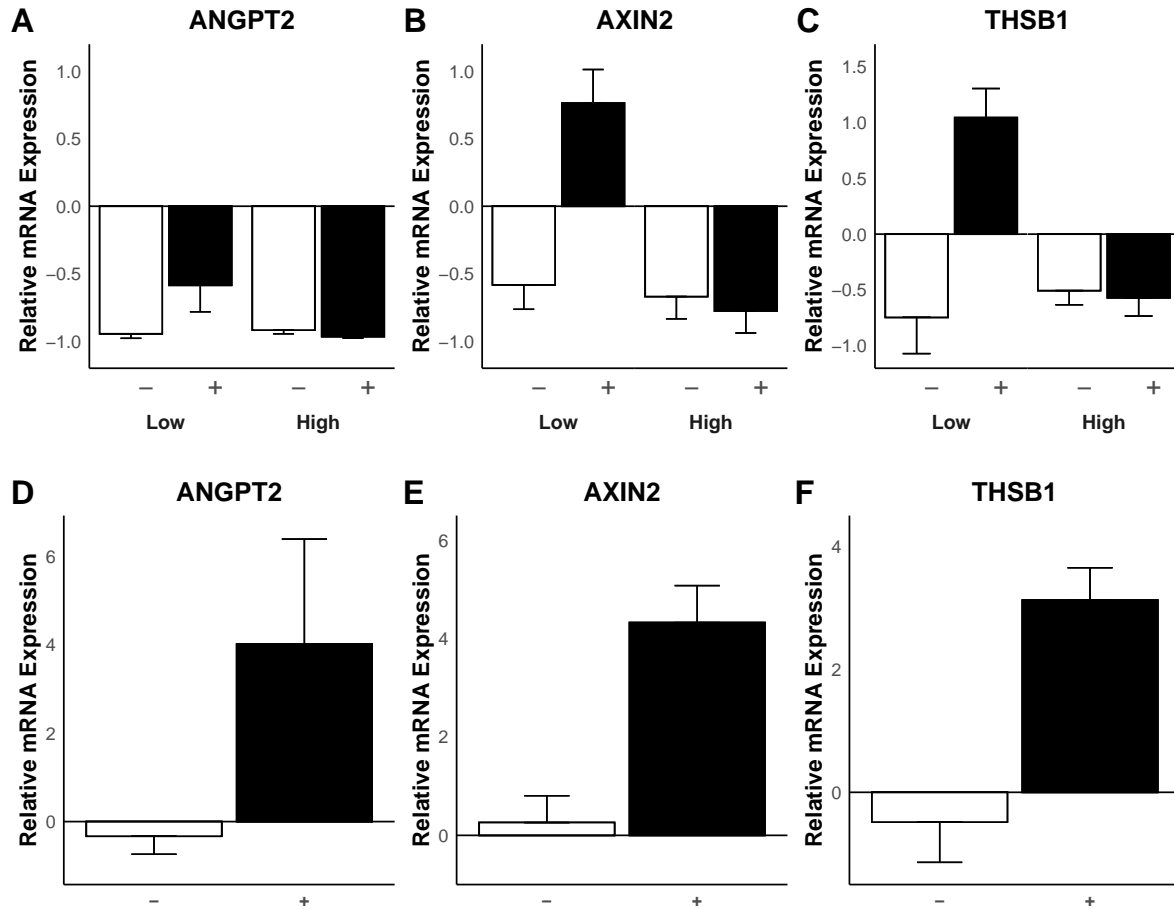 A ANGPT2
Relative mRNA Expression
1.0
0.5
0.0
−0.5
−1.0
− + − +
Low High
B AXIN2
Relative mRNA Expression
1.0
0.5
0.0
−0.5
−1.0
− + − +
Low High
C THSB1
Relative mRNA Expression
1.5
1.0
0.5
0.0
−0.5
−1.0
− + − +
Low High
D ANGPT2
Relative mRNA Expression
6
4
2
0
− +
E AXIN2
Relative mRNA Expression
6
4
2
0
− +
F THSB1
Relative mRNA Expression
4
2
0
− +